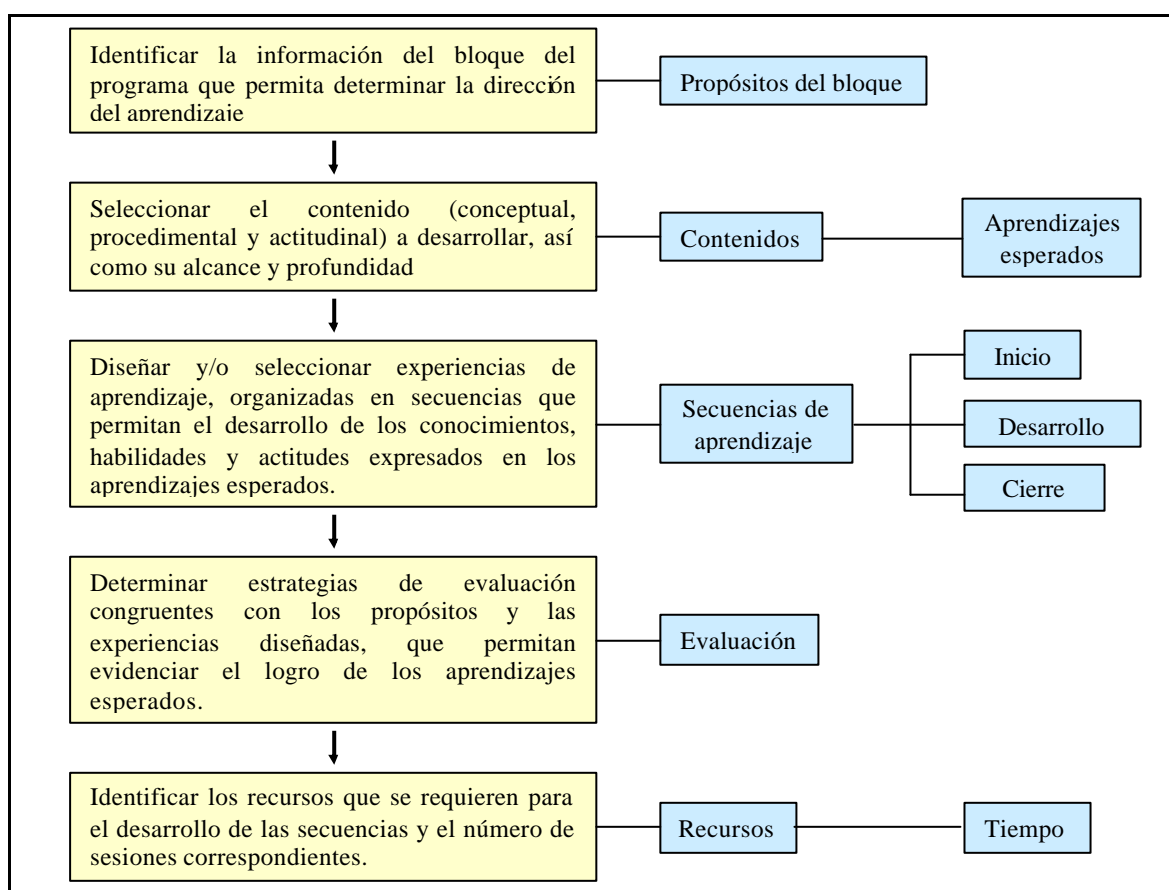 Identificar la información del bloque del
programa que permita determinar la dirección
del aprendizaje
Propósitos del bloque
Seleccionar el contenido (conceptual,
procedimental y actitudinal) a desarrollar, así
como su alcance y profundidad
Contenidos
Aprendizajes
esperados
Diseñar y/o seleccionar experiencias de
aprendizaje, organizadas en secuencias que
permitan el desarrollo de los conocimientos,
habilidades y actitudes expresados en los
aprendizajes esperados.
Secuencias de
aprendizaje
Inicio
Desarrollo
Cierre
Determinar estrategias de evaluación
congruentes con los propósitos y las
experiencias diseñadas, que permitan
evidenciar el logro de los aprendizajes
esperados.
Evaluación
Identificar los recursos que se requieren para
el desarrollo de las secuencias y el número de
sesiones correspondientes.
Recursos
Tiempo